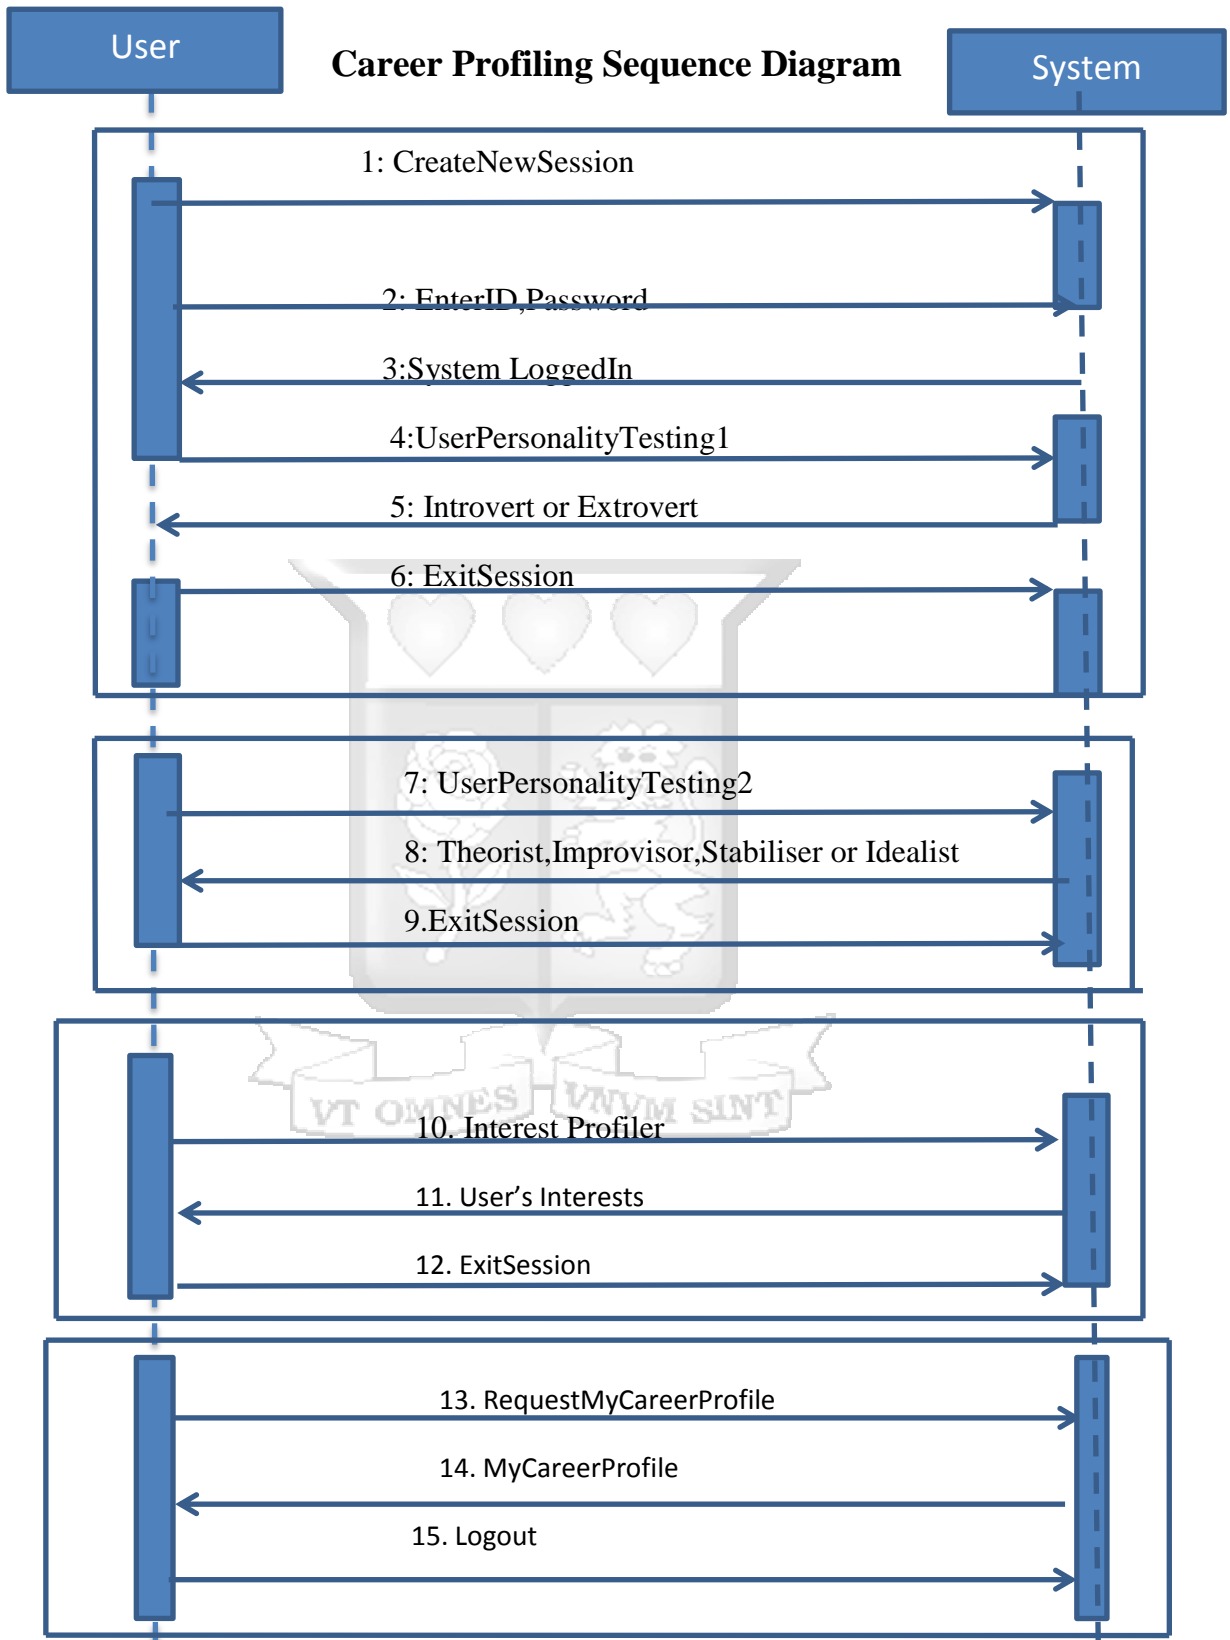 User
Career Profiling Sequence Diagram
System
1: CreateNewSession
2: EnterID,Password
3:System LoggedIn
4:UserPersonalityTesting1
5: Introvert or Extrovert
6: ExitSession
7: UserPersonalityTesting2
8: Theorist,Improvisor,Stabiliser or Idealist
9.ExitSession
VT OMNES VNVM SINT
10. Interest Profiler
11. User’s Interests
12. ExitSession
13. RequestMyCareerProfile
14. MyCareerProfile
15. Logout